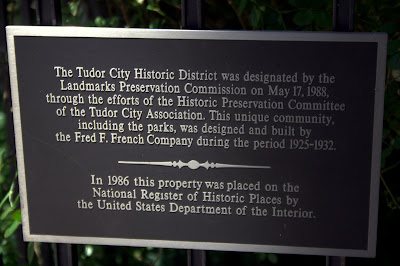 The Tudor City Historic District was designated by the
Landmarks Preservation Commission on May 17, 1988,
through the efforts of the Historic Preservation Committee
of the Tudor City Association. This unique community,
including the parks, was designed and built by
the Fred F. French Company during the period 1925-1932.
In 1986 this property was placed on the
National Register of Historic Places by
the United States Department of the Interior.